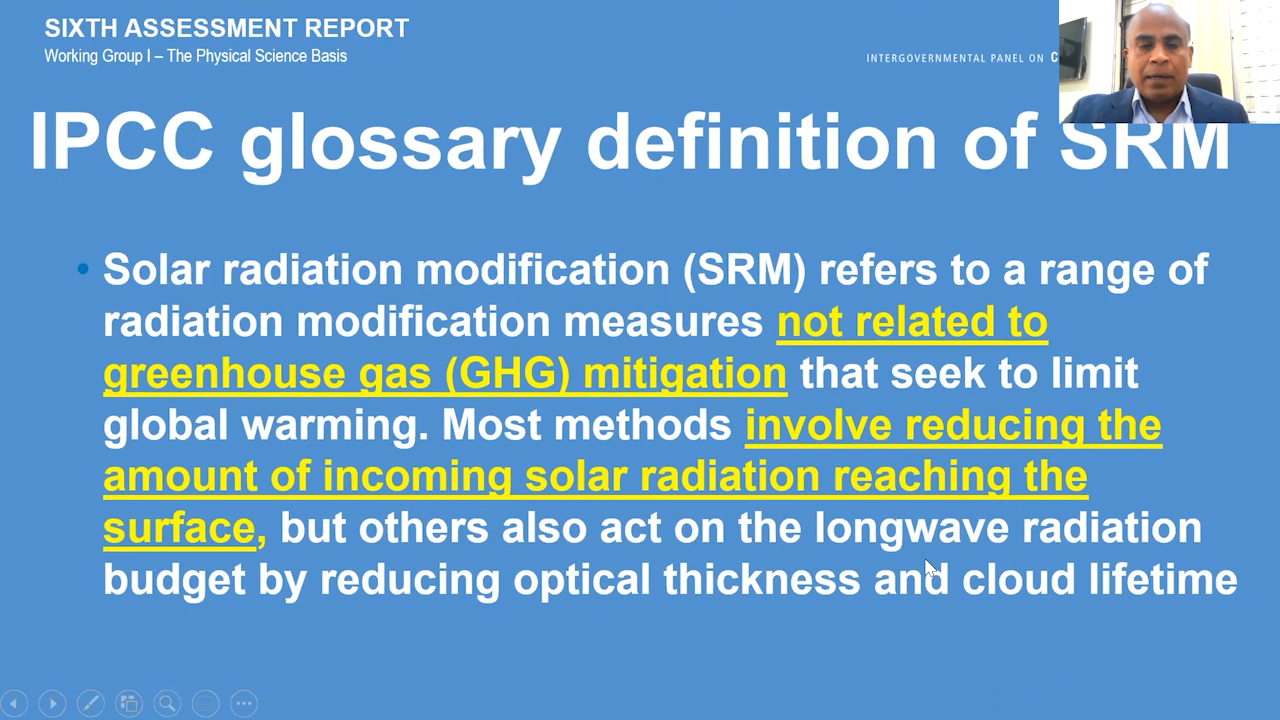 SIXTH ASSESSMENT REPORT
Working Group I – The Physical Science Basis
INTERGOVERNMENTAL PANEL ON
IPCC glossary definition of SRM
• Solar radiation modification (SRM) refers to a range of
radiation modification measures not related to
greenhouse gas (GHG) mitigation that seek to limit
global warming. Most methods involve reducing the
amount of incoming solar radiation reaching the
surface, but others also act on the longwave radiation
budget by reducing optical thickness and cloud lifetime